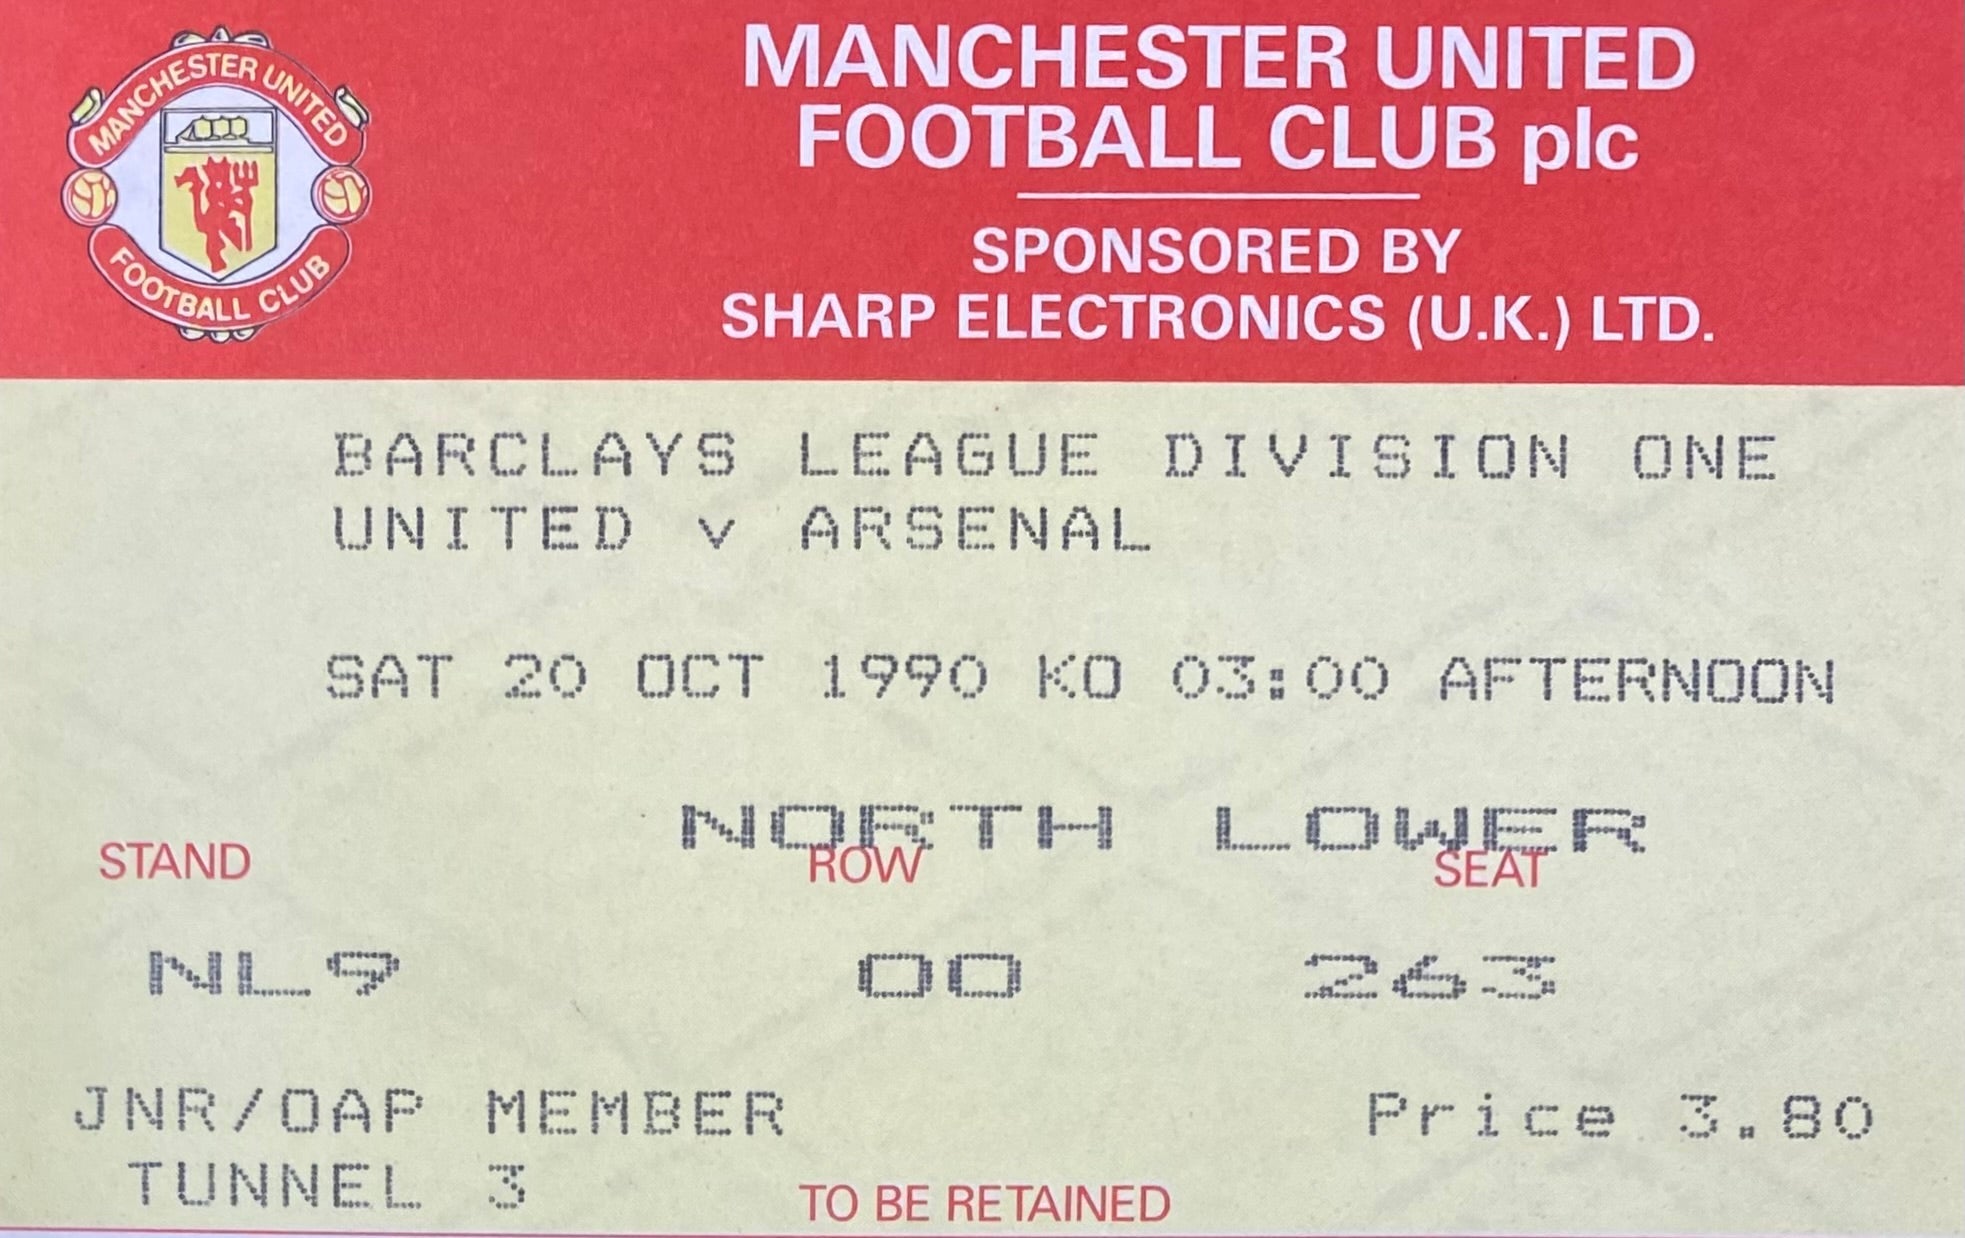 MANCHESTER UNITED
FOOTBALL CLUB
MANCHESTER UNITED
FOOTBALL CLUB plc
SPONSORED BY
SHARP ELECTRONICS (U.K.) LTD.
BARCLAYS LEAGUE DIVISION ONE
UNITED v ARSENAL
SAT 20 OCT 1990 KO 03:00 AFTERNOON
NORTH LOWER
STAND ROW SEAT
NL9 00 263
JNR/OAP MEMBER Price 3.80
TUNNEL 3
TO BE RETAINED